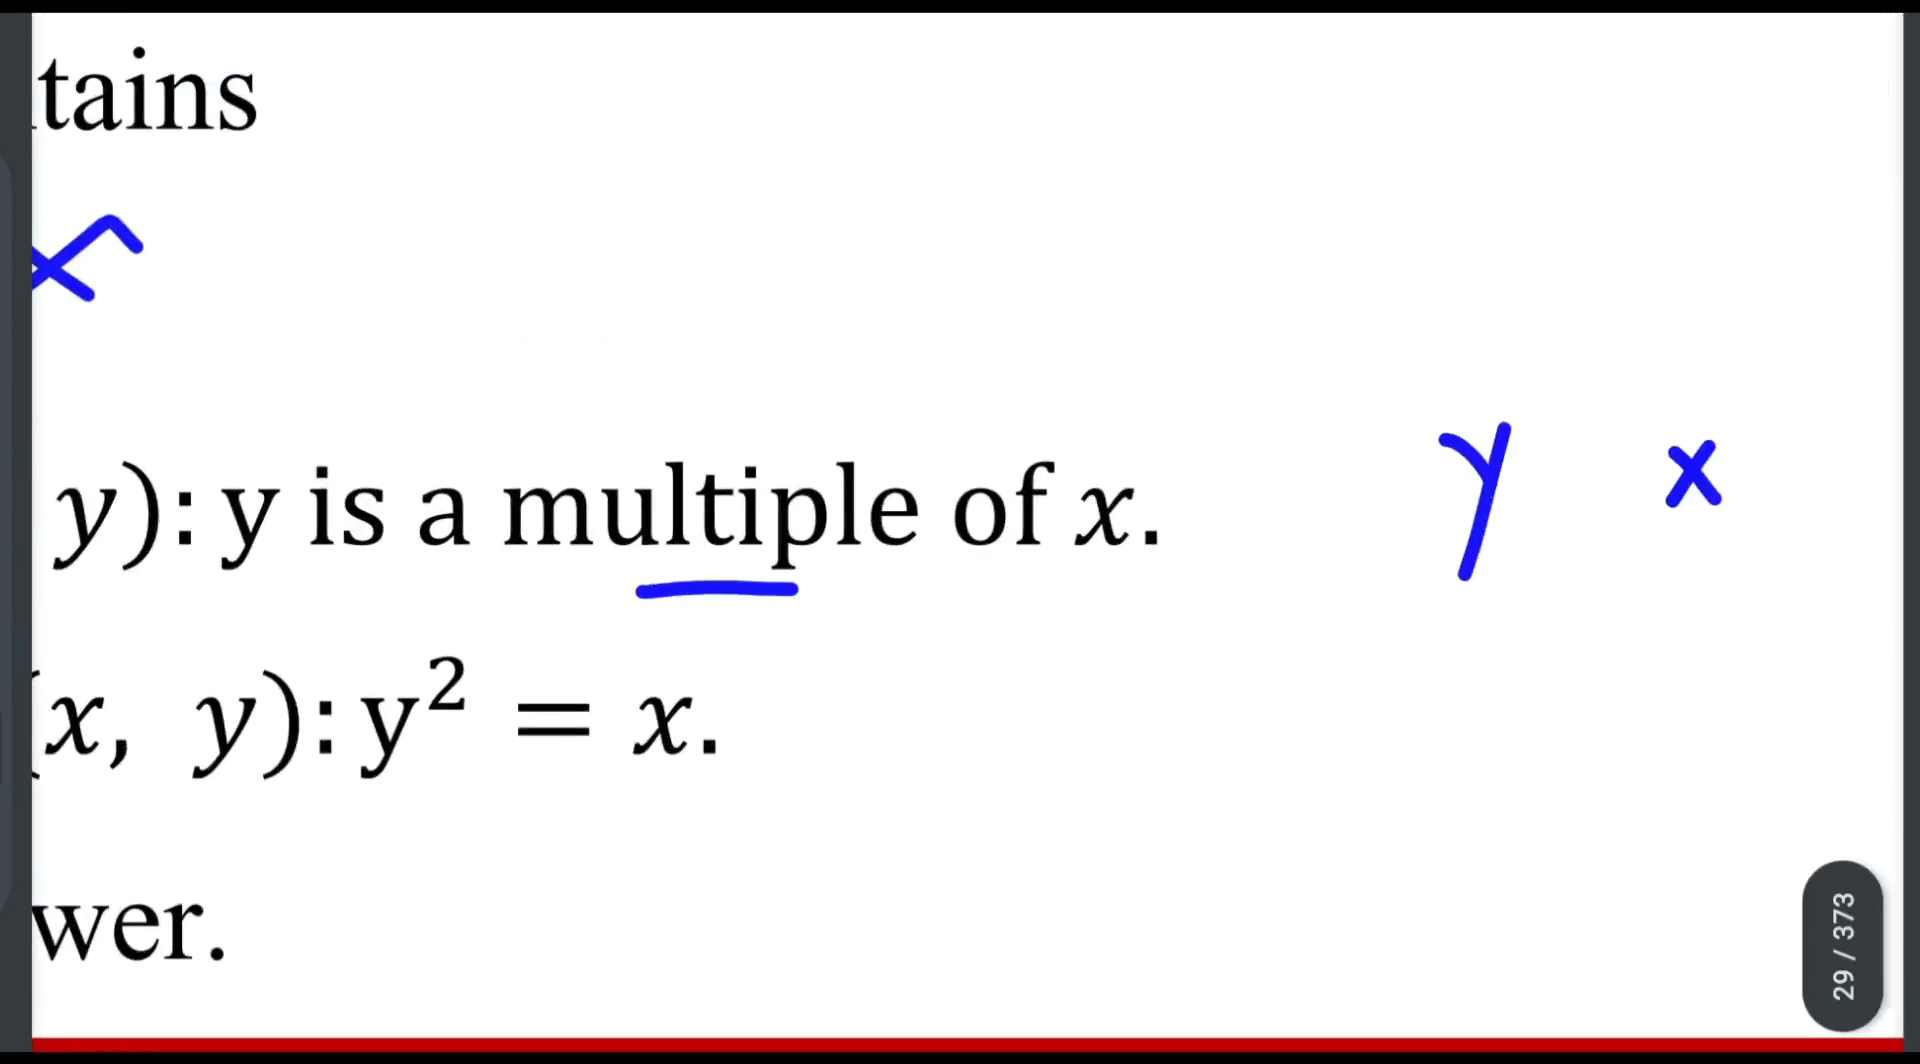 tains
x
y): y is a multiple of x. y x
x, y): y² = x.
wer.
29 / 373